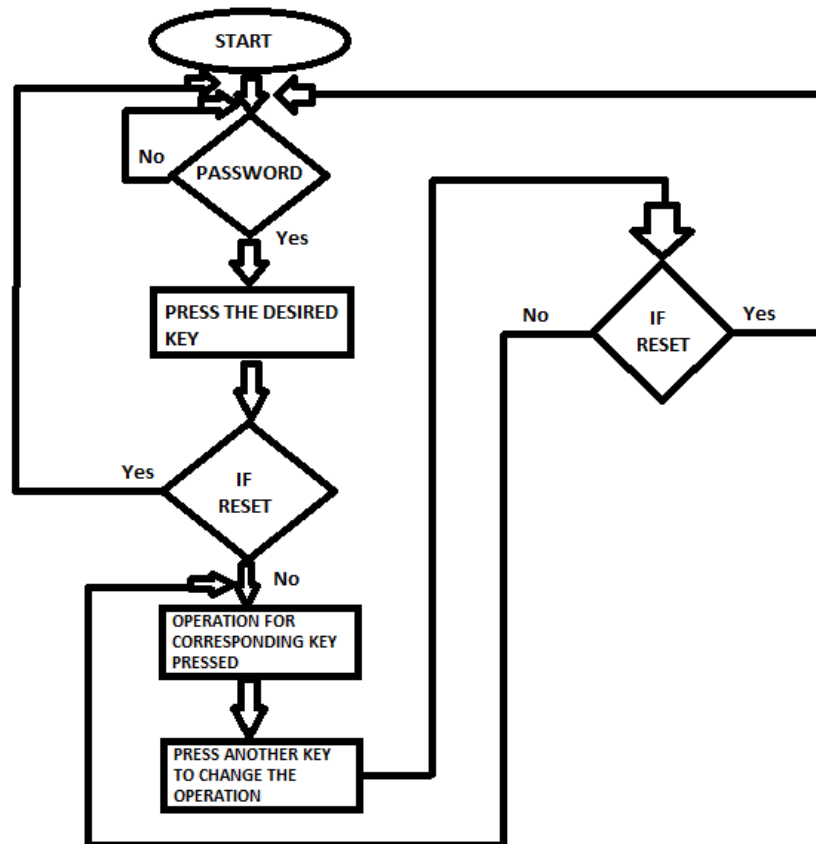 START
No
PASSWORD
Yes
PRESS THE DESIRED
KEY
Yes
IF
RESET
No
OPERATION FOR
CORRESPONDING KEY
PRESSED
PRESS ANOTHER KEY
TO CHANGE THE
OPERATION
No
IF
RESET
Yes